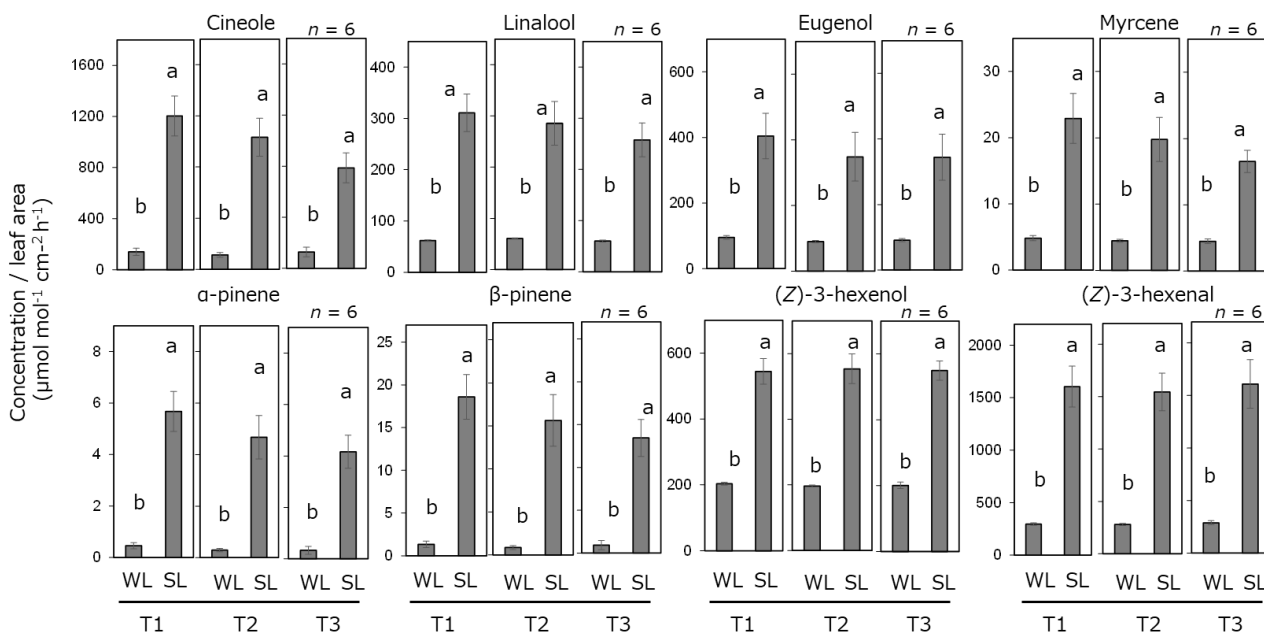 Cineole
n = 6
1600
1200
800
400
0
a
b
a
b
a
b
Linalool
n = 6
400
300
200
100
0
a
b
a
b
a
b
Eugenol
n = 6
600
400
200
0
a
b
a
b
a
b
Myrcene
n = 6
30
20
10
0
a
b
a
b
a
b
Concentration / leaf area
(μmol mol⁻¹ cm-² h⁻¹)
α-pinene
n = 6
8
6
4
2
0
a
b
a
b
a
b
WL SL WL SL WL SL
T1 T2 T3
β-pinene
n = 6
25
20
15
10
5
0
a
b
a
b
a
b
WL SL WL SL WL SL
T1 T2 T3
(Z)-3-hexenol
n = 6
600
400
200
0
a
b
a
b
a
b
WL SL WL SL WL SL
T1 T2 T3
(Z)-3-hexenal
n = 6
2000
1500
1000
500
0
a
b
a
b
a
b
WL SL WL SL WL SL
T1 T2 T3